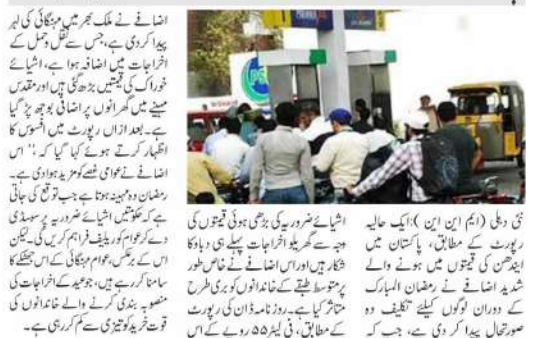 نئی دہلی (ایم این این): ایک حالیہ
رپورٹ کے مطابق، پاکستان میں
ایندھن کی قیمتوں میں ہونے والے
شدید اضافے نے رمضان المبارک
کے دوران لوگوں کیلئے تکلیف دہ
صورتحال پیدا کر دی ہے، جب کہ
اشیائے ضروریہ کی بڑھی ہوئی قیمتوں کی
وجہ سے گھریلو اخراجات پہلے ہی دباؤ کا
شکار ہیں اور اس اضافے نے خاص طور
پر متوسط طبقے کے خاندانوں کو بری طرح
متاثر کیا ہے۔ روزنامہ ڈان کی رپورٹ
کے مطابق، فی لیٹر ۵۵ روپے کے اس
اضافے نے ملک بھر میں مہنگائی کی لہر
پیدا کر دی ہے، جس سے نقل و حمل کے
اخراجات میں اضافہ ہوا ہے، اشیائے
خوراک کی قیمتیں بڑھ گئی ہیں اور مقدس
مہینے میں گھرانوں پر اضافی بوجھ پڑ گیا
ہے۔ بعد ازاں رپورٹ میں افسوس کا
اظہار کرتے ہوئے کہا گیا کہ، ’’اس
اضافے نے عوامی غصے کو مزید ہوا دی ہے۔
رمضان وہ مہینہ ہوتا ہے جب توقع کی جاتی
ہے کہ حکومتیں اشیائے ضروریہ پر سبسڈی
دے کر عوام کو ریلیف فراہم کریں گی۔ لیکن
اس کے برعکس، عوام مہنگائی کے اس جھٹکے کا
سامنا کر رہے ہیں، جو عید کے اخراجات کی
منصوبہ بندی کرنے والے خاندانوں کی
قوت خرید کو تیزی سے کم کر رہی ہے۔